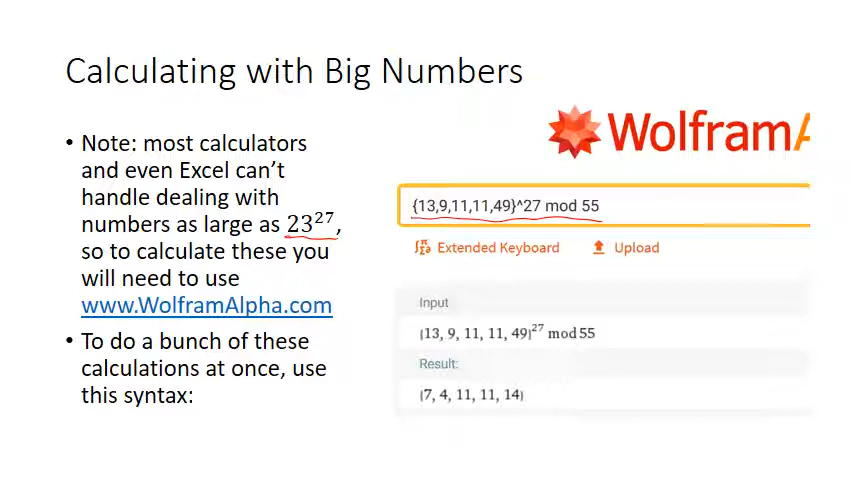 Calculating with Big Numbers
• Note: most calculators
and even Excel can't
handle dealing with
numbers as large as 23²⁷,
so to calculate these you
will need to use
www.WolframAlpha.com
• To do a bunch of these
calculations at once, use
this syntax:
WolframA
{13,9,11,11,49}^27 mod 55
Extended Keyboard
Upload
Input
{13, 9, 11, 11, 49}²⁷ mod 55
Result:
{7, 4, 11, 11, 14}